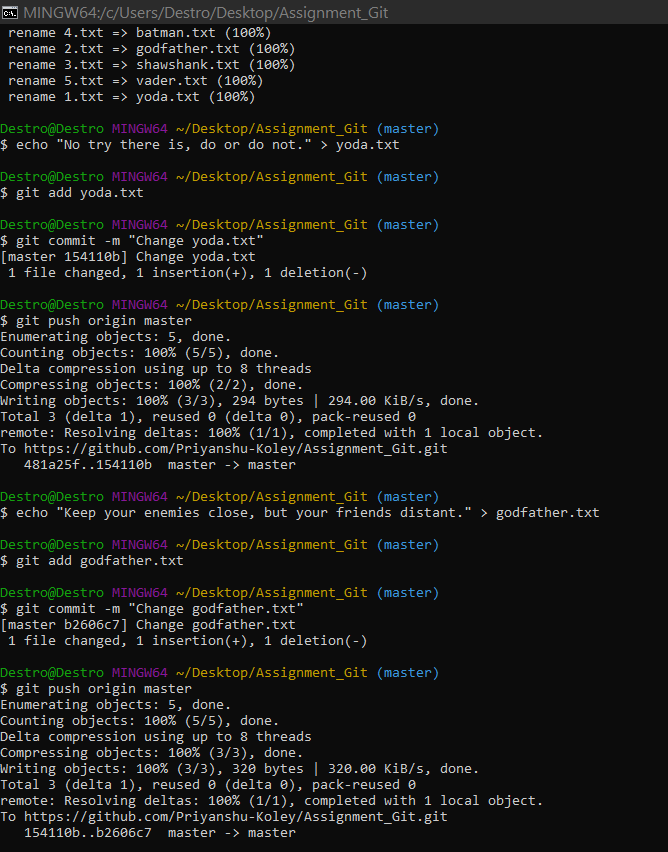 MINGW64:/c/Users/Destro/Desktop/Assignment_Git
rename 4.txt => batman.txt (100%)
rename 2.txt => godfather.txt (100%)
rename 3.txt => shawshank.txt (100%)
rename 5.txt => vader.txt (100%)
rename 1.txt => yoda.txt (100%)
Destro@Destro MINGW64 ~/Desktop/Assignment_Git (master)
$ echo "No try there is, do or do not." > yoda.txt
Destro@Destro MINGW64 ~/Desktop/Assignment_Git (master)
$ git add yoda.txt
Destro@Destro MINGW64 ~/Desktop/Assignment_Git (master)
$ git commit -m "Change yoda.txt"
[master 154110b] Change yoda.txt
1 file changed, 1 insertion(+), 1 deletion(-)
Destro@Destro MINGW64 ~/Desktop/Assignment_Git (master)
$ git push origin master
Enumerating objects: 5, done.
Counting objects: 100% (5/5), done.
Delta compression using up to 8 threads
Compressing objects: 100% (2/2), done.
Writing objects: 100% (3/3), 294 bytes | 294.00 KiB/s, done.
Total 3 (delta 1), reused 0 (delta 0), pack-reused 0
remote: Resolving deltas: 100% (1/1), completed with 1 local object.
To https://github.com/Priyanshu-Koley/Assignment_Git.git
481a25f..154110b  master -> master
Destro@Destro MINGW64 ~/Desktop/Assignment_Git (master)
$ echo "Keep your enemies close, but your friends distant." > godfather.txt
Destro@Destro MINGW64 ~/Desktop/Assignment_Git (master)
$ git add godfather.txt
Destro@Destro MINGW64 ~/Desktop/Assignment_Git (master)
$ git commit -m "Change godfather.txt"
[master b2606c7] Change godfather.txt
1 file changed, 1 insertion(+), 1 deletion(-)
Destro@Destro MINGW64 ~/Desktop/Assignment_Git (master)
$ git push origin master
Enumerating objects: 5, done.
Counting objects: 100% (5/5), done.
Delta compression using up to 8 threads
Compressing objects: 100% (3/3), done.
Writing objects: 100% (3/3), 320 bytes | 320.00 KiB/s, done.
Total 3 (delta 1), reused 0 (delta 0), pack-reused 0
remote: Resolving deltas: 100% (1/1), completed with 1 local object.
To https://github.com/Priyanshu-Koley/Assignment_Git.git
154110b..b2606c7  master -> master